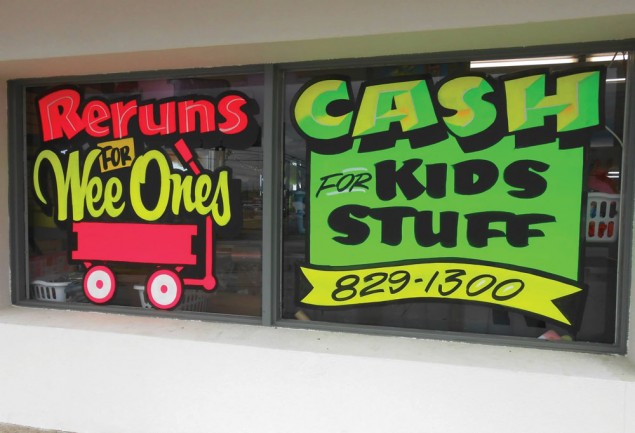 Reruns
FOR
Wee Ones
CASH
FOR KIDS
STUFF
829-1300